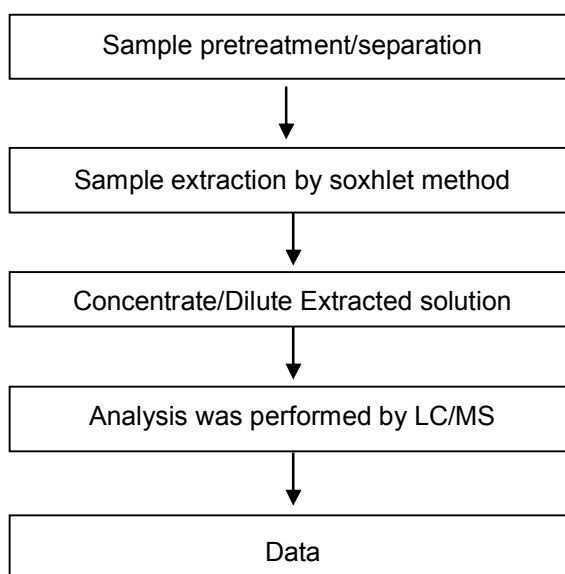 Sample pretreatment/separation
Sample extraction by soxhlet method
Concentrate/Dilute Extracted solution
Analysis was performed by LC/MS
Data